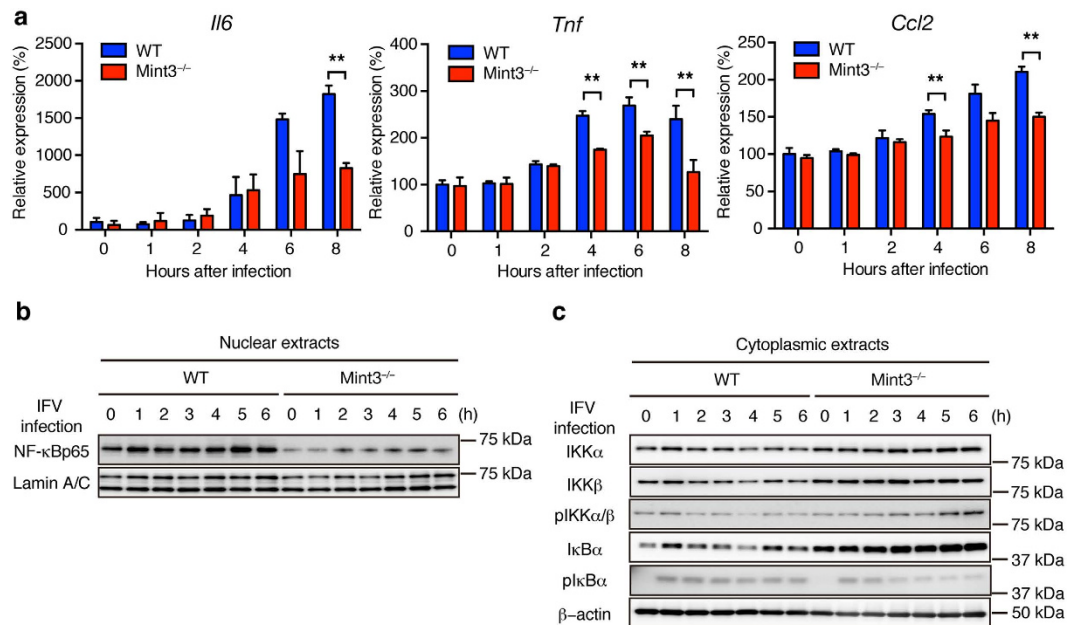 a
Il6
Relative expression (%)
2500
2000
1500
1000
500
0
WT
Mint3–/–
**
0 1 2 4 6 8
Hours after infection
Tnf
Relative expression (%)
400
300
200
100
0
WT
Mint3–/–
** ** **
0 1 2 4 6 8
Hours after infection
Ccl2
Relative expression (%)
250
200
150
100
50
0
WT
Mint3–/–
** **
0 1 2 4 6 8
Hours after infection
b
Nuclear extracts
WT Mint3–/–
IFV infection
0 1 2 3 4 5 6 0 1 2 3 4 5 6 (h)
NF-κBp65 75 kDa
Lamin A/C 75 kDa
c
Cytoplasmic extracts
WT Mint3–/–
IFV infection
0 1 2 3 4 5 6 0 1 2 3 4 5 6 (h)
IKKα 75 kDa
IKKβ 75 kDa
pIKKα/β 75 kDa
IκBα 37 kDa
pIκBα 37 kDa
β–actin 50 kDa